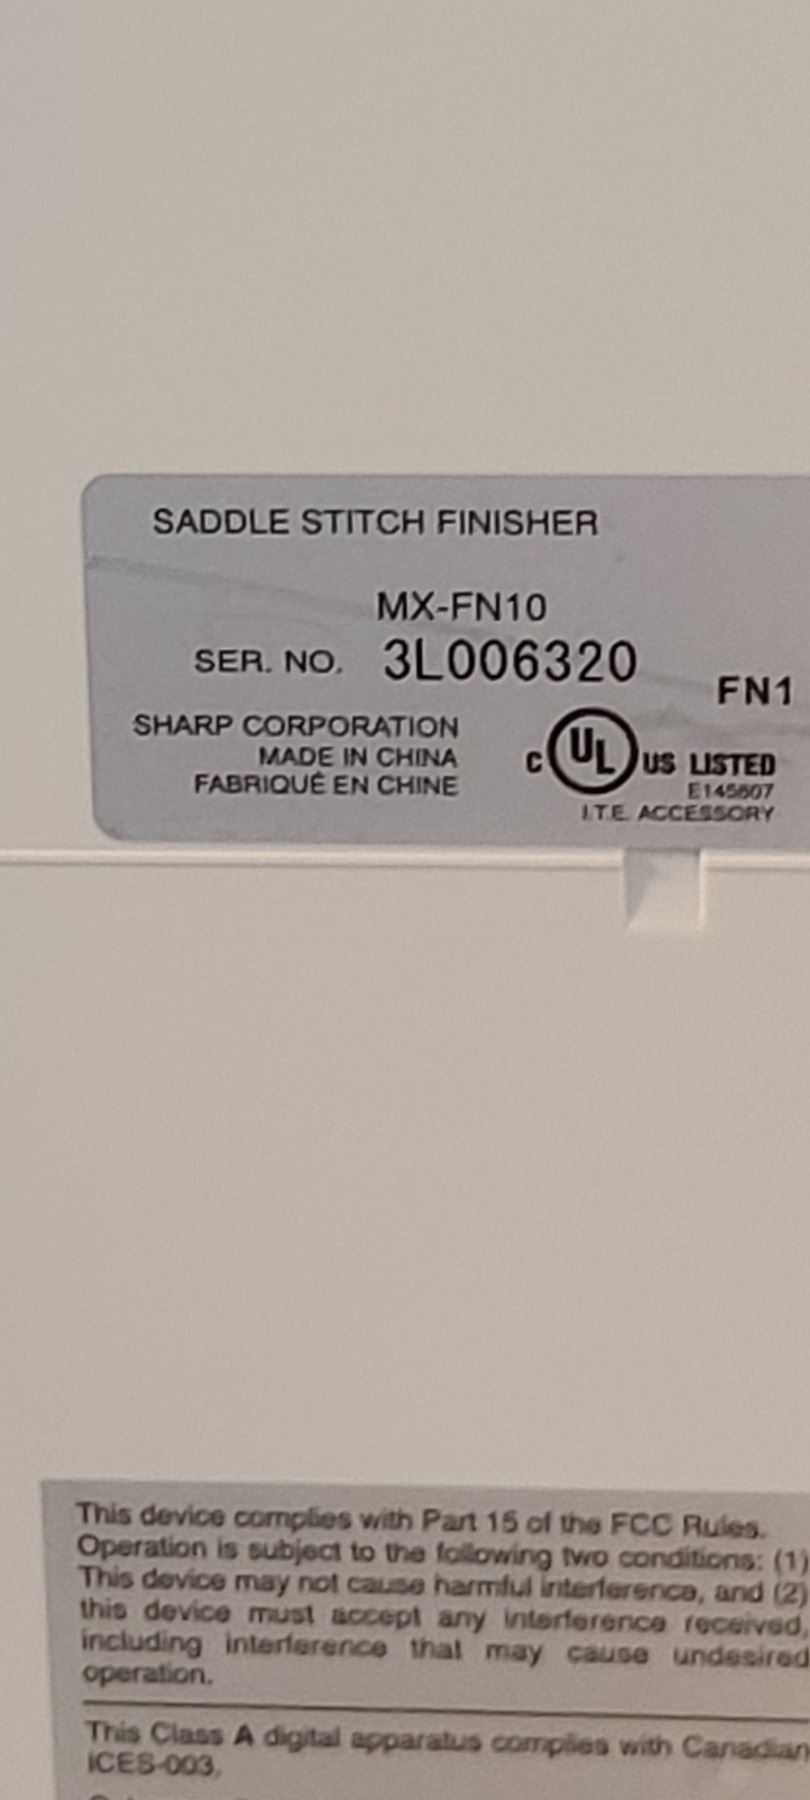 SADDLE STITCH FINISHER
MX-FN10
SER. NO. 3L006320
FN1
SHARP CORPORATION
MADE IN CHINA
FABRIQUÉ EN CHINE
C UL US LISTED
E145607
I.T.E. ACCESSORY
This device complies with Part 15 of the FCC Rules.
Operation is subject to the following two conditions: (1)
This device may not cause harmful interference, and (2)
this device must accept any interference received,
including interference that may cause undesired
operation.
This Class A digital apparatus complies with Canadian
ICES-003.